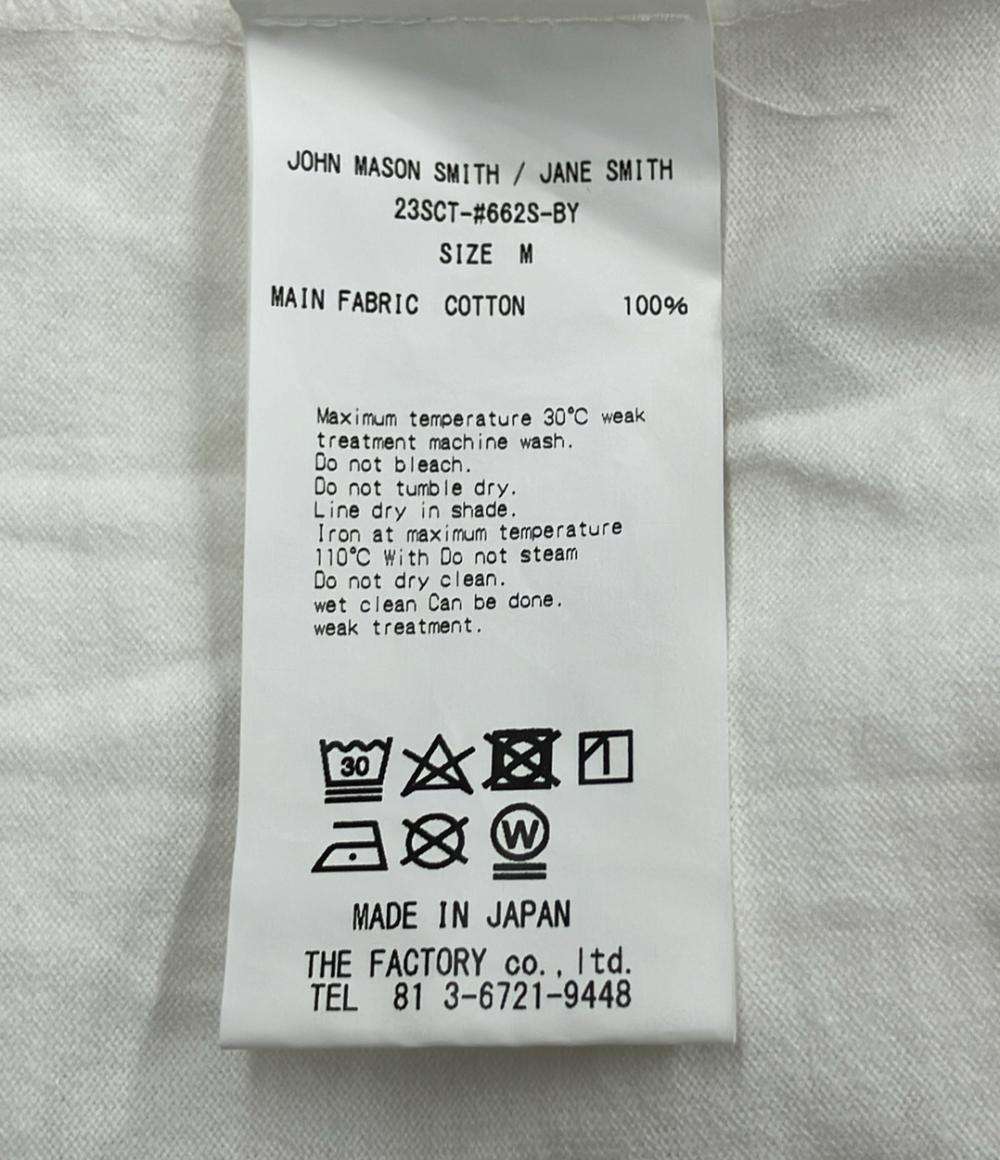 JOHN MASON SMITH / JANE SMITH
23SCT-#662S-BY
SIZE M
MAIN FABRIC COTTON 100%
Maximum temperature 30℃ weak
treatment machine wash.
Do not bleach.
Do not tumble dry.
Line dry in shade.
Iron at maximum temperature
110℃ With Do not steam
Do not dry clean.
wet clean Can be done.
weak treatment.
30
W
MADE IN JAPAN
THE FACTORY co., ltd.
TEL 81 3-6721-9448